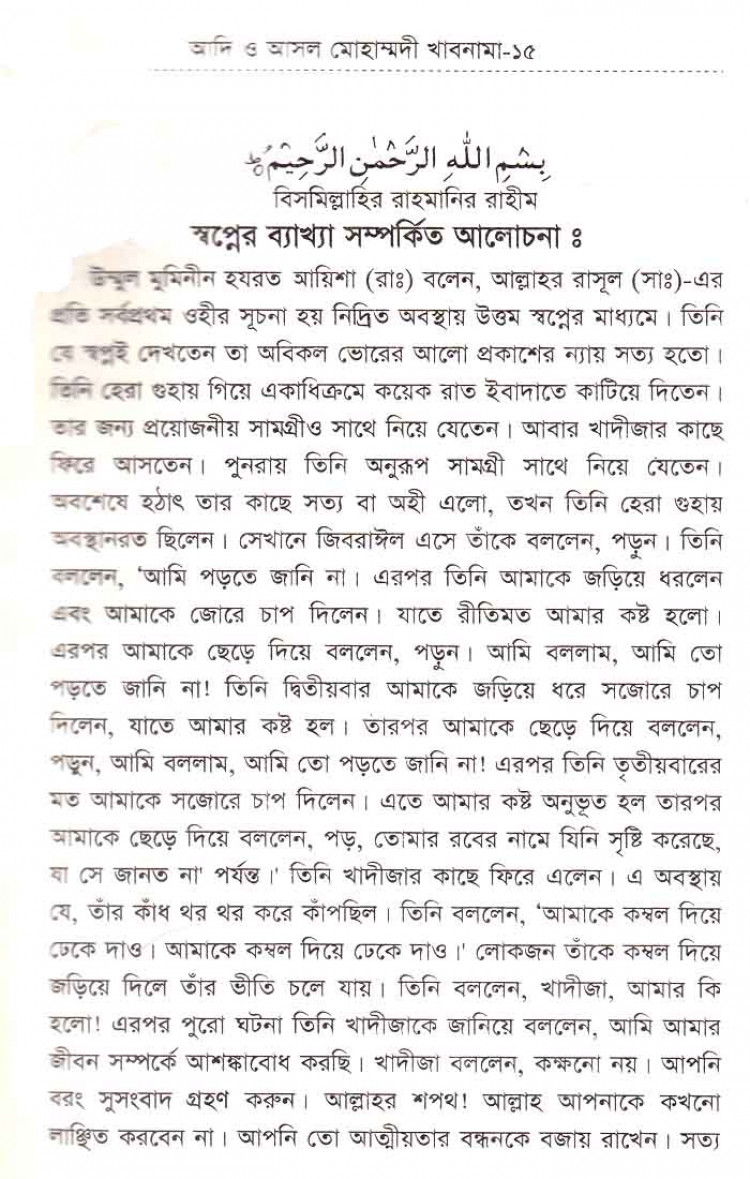 আদি ও আসল মোহাম্মদী খাবনামা-১৫
بِسْمِ اللّٰهِ الرَّحْمٰنِ الرَّحِيْمِ
বিসমিল্লাহির রাহমানির রাহীম
স্বপ্নের ব্যাখ্যা সম্পর্কিত আলোচনা ঃ
উম্মুল মুমিনীন হযরত আয়িশা (রাঃ) বলেন, আল্লাহর রাসূল (সাঃ)-এর
প্রতি সর্বপ্রথম ওহীর সূচনা হয় নিদ্রিত অবস্থায় উত্তম স্বপ্নের মাধ্যমে। তিনি
যে স্বপ্নই দেখতেন তা অবিকল ভোরের আলো প্রকাশের ন্যায় সত্য হতো।
তিনি হেরা গুহায় গিয়ে একাধিক্রমে কয়েক রাত ইবাদাতে কাটিয়ে দিতেন।
তার জন্য প্রয়োজনীয় সামগ্রীও সাথে নিয়ে যেতেন। আবার খাদীজার কাছে
ফিরে আসতেন। পুনরায় তিনি অনুরূপ সামগ্রী সাথে নিয়ে যেতেন।
অবশেষে হঠাৎ তার কাছে সত্য বা অহী এলো, তখন তিনি হেরা গুহায়
অবস্থানরত ছিলেন। সেখানে জিবরাঈল এসে তাঁকে বললেন, পড়ুন। তিনি
বললেন, ‘আমি পড়তে জানি না। এরপর তিনি আমাকে জড়িয়ে ধরলেন
এবং আমাকে জোরে চাপ দিলেন। যাতে রীতিমত আমার কষ্ট হলো।
এরপর আমাকে ছেড়ে দিয়ে বললেন, পড়ুন। আমি বললাম, আমি তো
পড়তে জানি না! তিনি দ্বিতীয়বার আমাকে জড়িয়ে ধরে সজোরে চাপ
দিলেন, যাতে আমার কষ্ট হল। তারপর আমাকে ছেড়ে দিয়ে বললেন,
পড়ুন, আমি বললাম, আমি তো পড়তে জানি না! এরপর তিনি তৃতীয়বারের
মত আমাকে সজোরে চাপ দিলেন। এতে আমার কষ্ট অনুভূত হল তারপর
আমাকে ছেড়ে দিয়ে বললেন, পড়, তোমার রবের নামে যিনি সৃষ্টি করেছে,
যা সে জানত না' পর্যন্ত।' তিনি খাদীজার কাছে ফিরে এলেন। এ অবস্থায়
যে, তাঁর কাঁধ থর থর করে কাঁপছিল। তিনি বললেন, ‘আমাকে কম্বল দিয়ে
ঢেকে দাও। আমাকে কম্বল দিয়ে ঢেকে দাও।' লোকজন তাঁকে কম্বল দিয়ে
জড়িয়ে দিলে তাঁর ভীতি চলে যায়। তিনি বললেন, খাদীজা, আমার কি
হলো! এরপর পুরো ঘটনা তিনি খাদীজাকে জানিয়ে বললেন, আমি আমার
জীবন সম্পর্কে আশঙ্কাবোধ করছি। খাদীজা বললেন, কক্ষনো নয়। আপনি
বরং সুসংবাদ গ্রহণ করুন। আল্লাহর শপথ! আল্লাহ আপনাকে কখনো
লাঞ্ছিত করবেন না। আপনি তো আত্মীয়তার বন্ধনকে বজায় রাখেন। সত্য